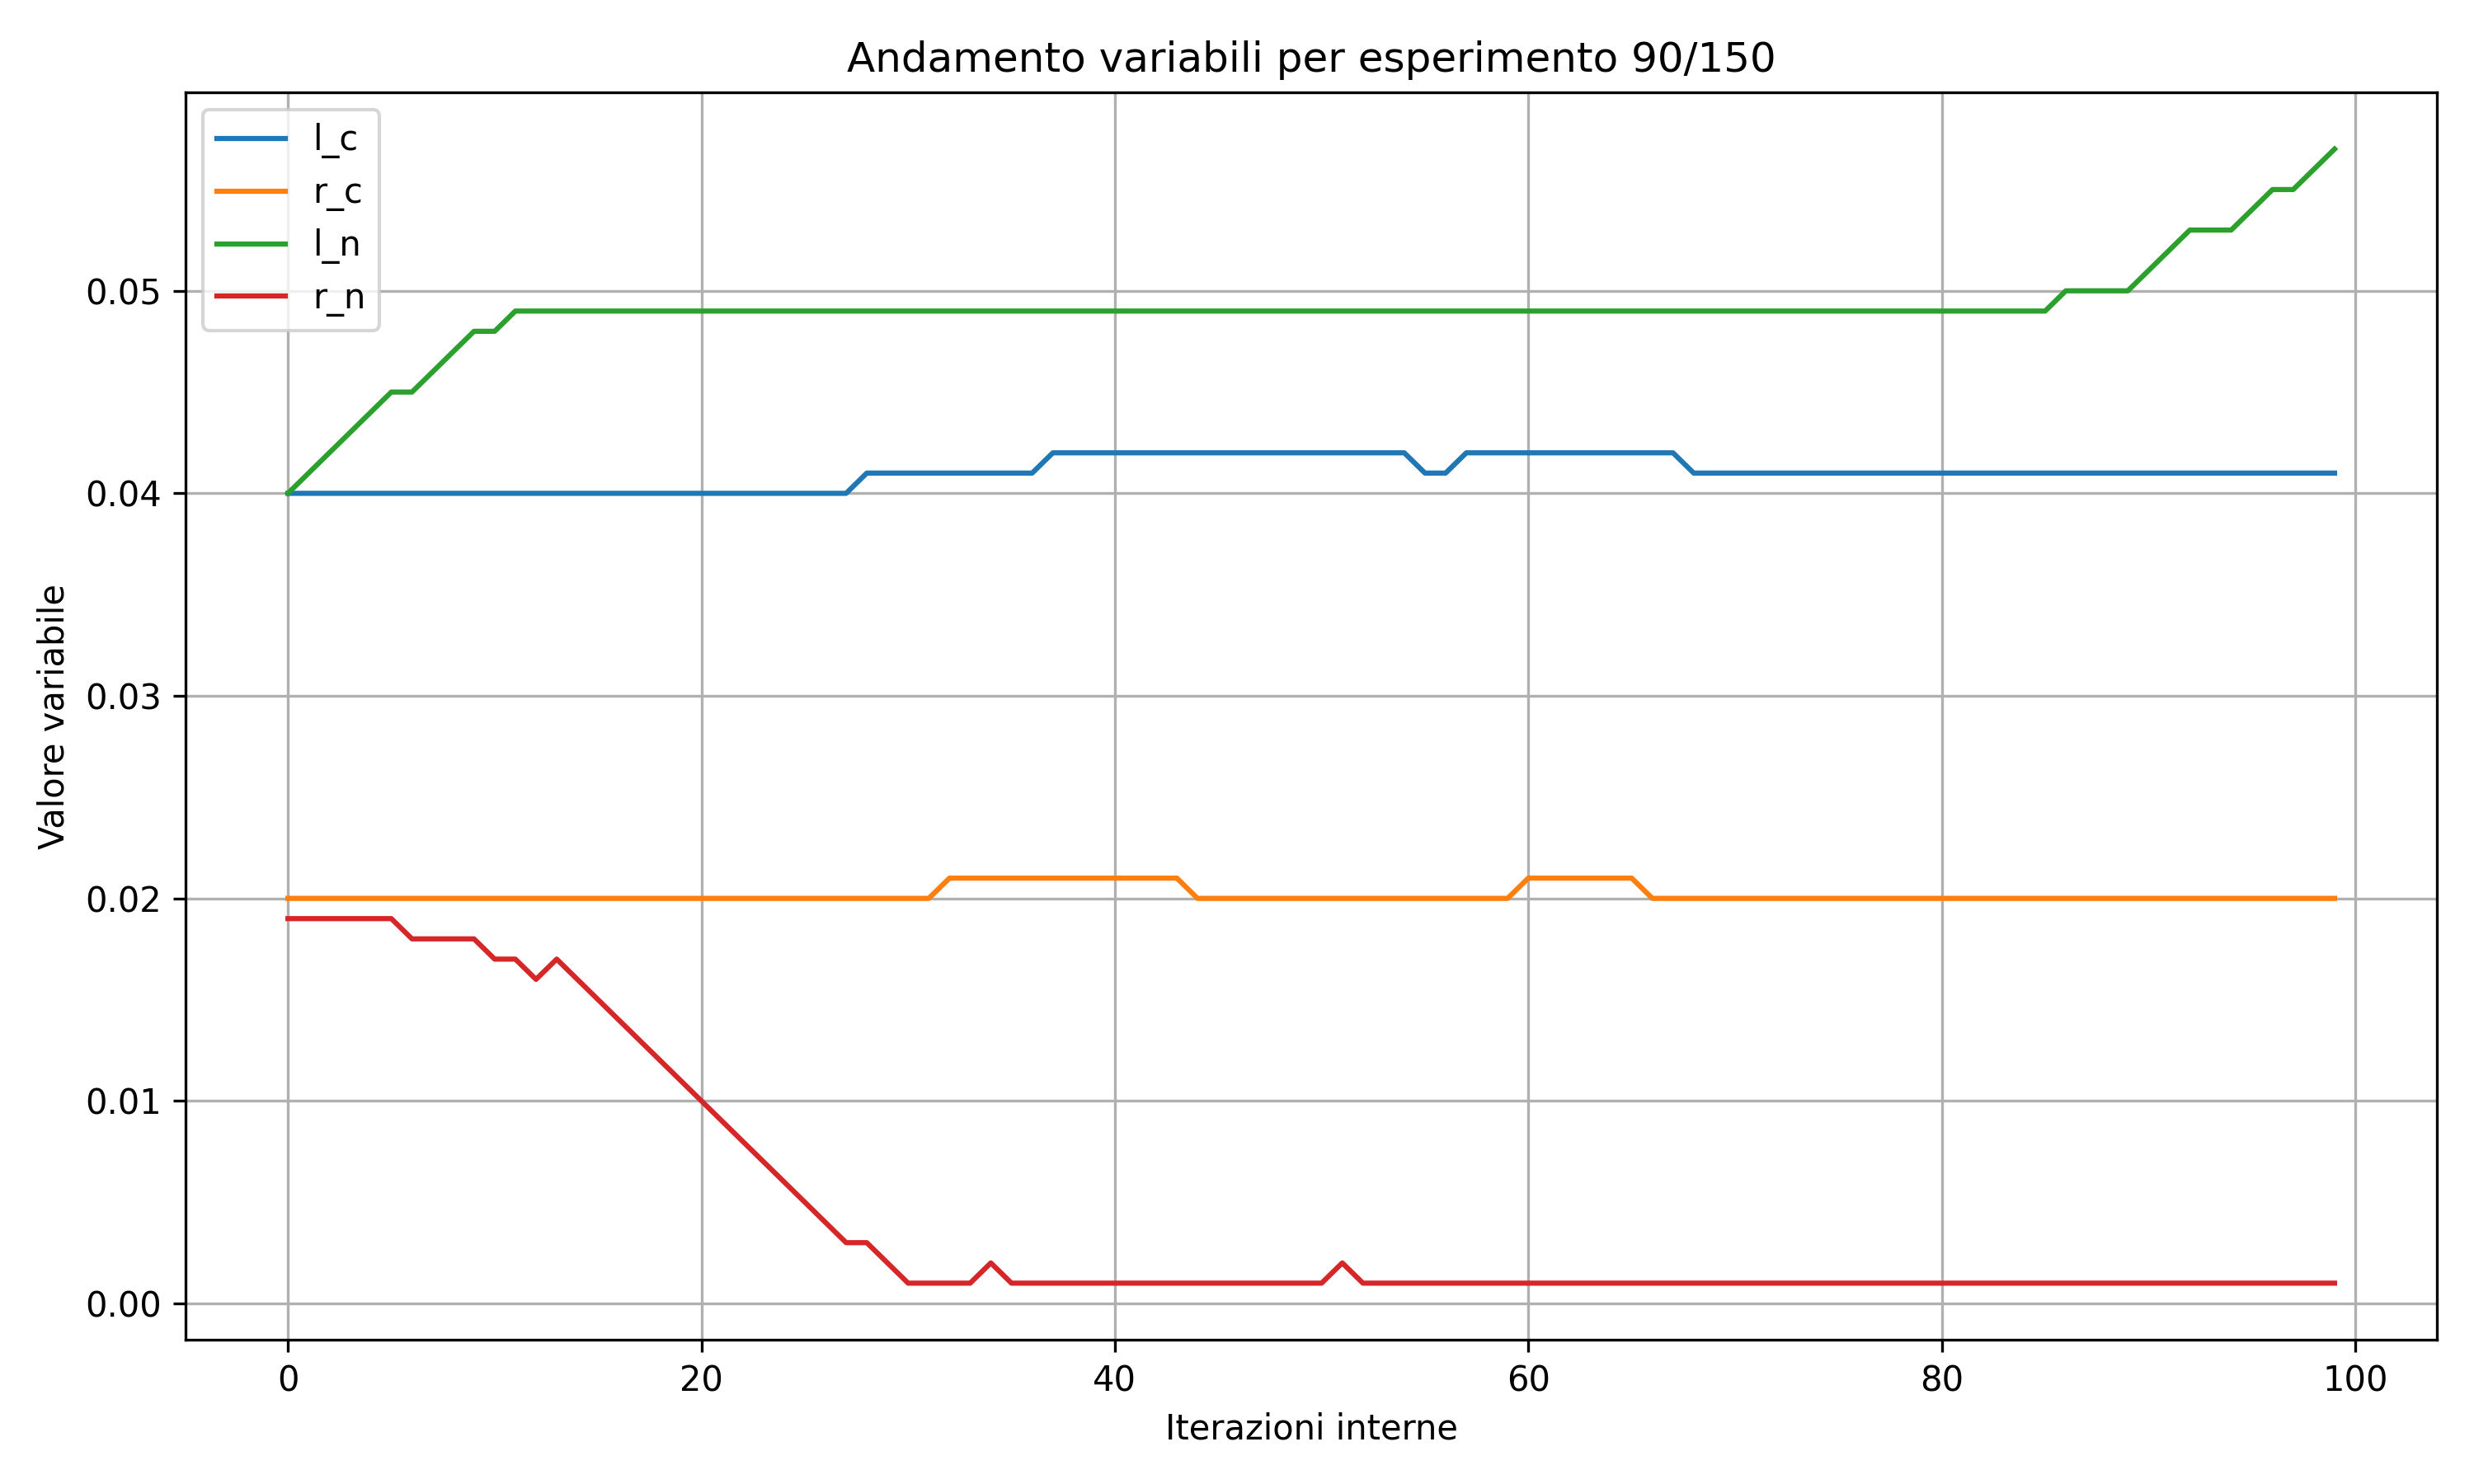 Andamento variabili per esperimento 90/150
l_c
r_c
l_n
r_n
Valore variabile
0.05
0.04
0.03
0.02
0.01
0.00
0 20 40 60 80 100
Iterazioni interne